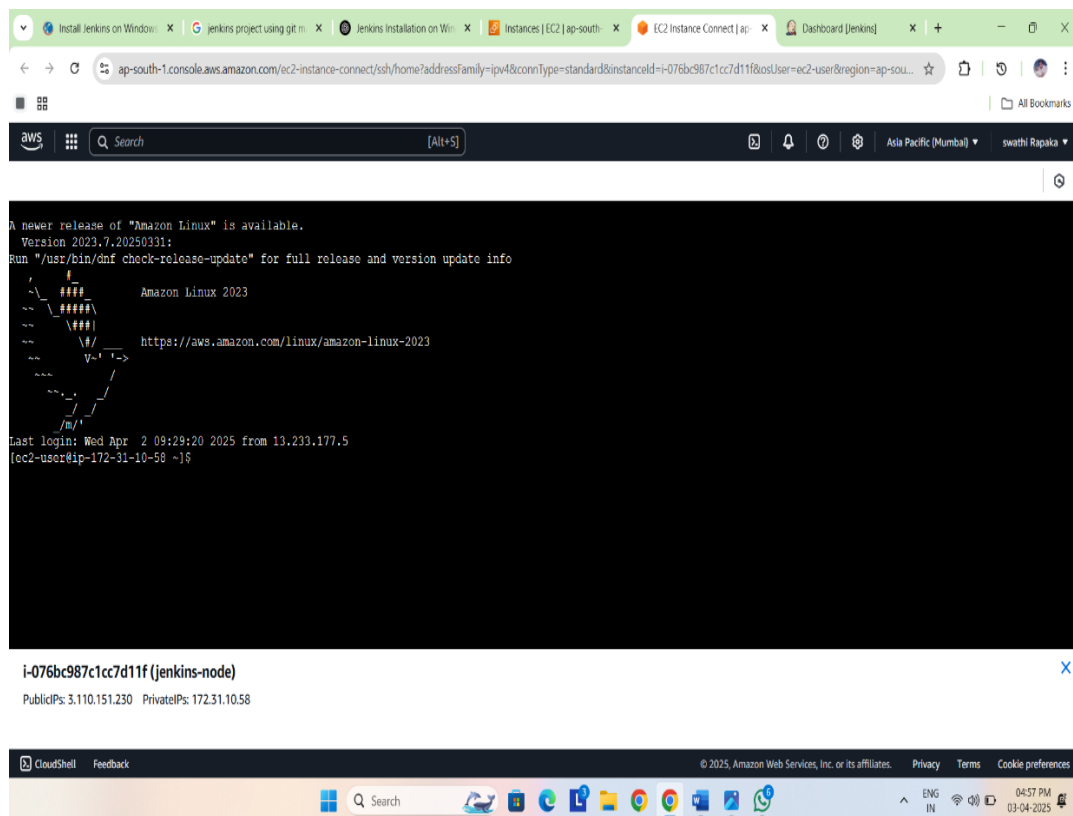 Install Jenkins on Windows
jenkins project using git m
Jenkins Installation on Win
Instances | EC2 | ap-south-
EC2 Instance Connect | ap-
Dashboard [Jenkins]
ap-south-1.console.aws.amazon.com/ec2-instance-connect/ssh/home?addressFamily=ipv4&connType=standard&instanceId=i-076bc987c1cc7d11f&osUser=ec2-user&region=ap-sou...
All Bookmarks
aws
Search [Alt+S]
Asia Pacific (Mumbai) swathi Rapaka
A newer release of "Amazon Linux" is available.
Version 2023.7.20250331:
Run "/usr/bin/dnf check-release-update" for full release and version update info
   ,     #_
   ~\_  ####_        Amazon Linux 2023
  ~~  \_#####\
  ~~     \###|
  ~~       \#/ ___   https://aws.amazon.com/linux/amazon-linux-2023
   ~~       V~' '->
    ~~~         /
      ~~._.   _/
         _/ _/
       _/m/'
Last login: Wed Apr  2 09:29:20 2025 from 13.233.177.5
[ec2-user@ip-172-31-10-58 ~]$
i-076bc987c1cc7d11f (jenkins-node)
PublicIPs: 3.110.151.230 PrivateIPs: 172.31.10.58
CloudShell Feedback © 2025, Amazon Web Services, Inc. or its affiliates. Privacy Terms Cookie preferences
Search
ENG
IN
04:57 PM
03-04-2025